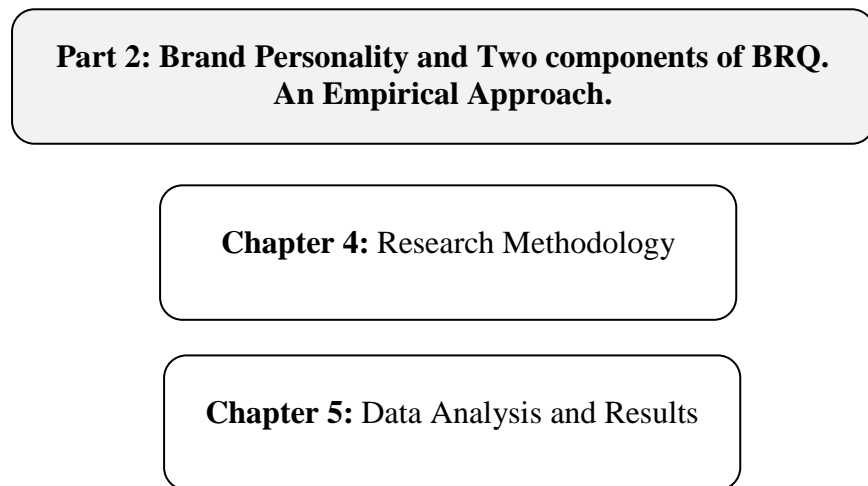 Part 2: Brand Personality and Two components of BRQ.
An Empirical Approach.
Chapter 4: Research Methodology
Chapter 5: Data Analysis and Results